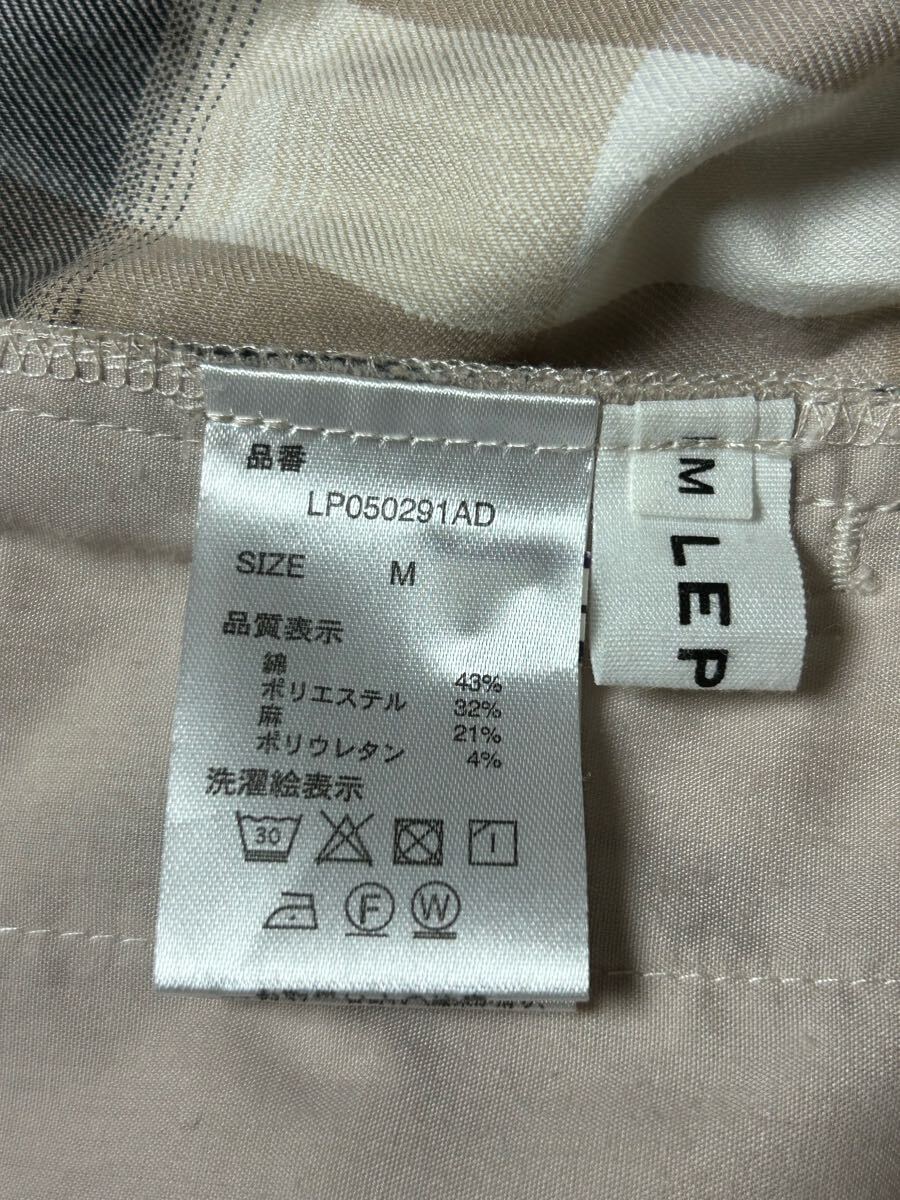 品番
LP050291AD
SIZE M
品質表示
綿 43%
ポリエステル 32%
麻 21%
ポリウレタン 4%
洗濯絵表示
30
F W
M
LEP